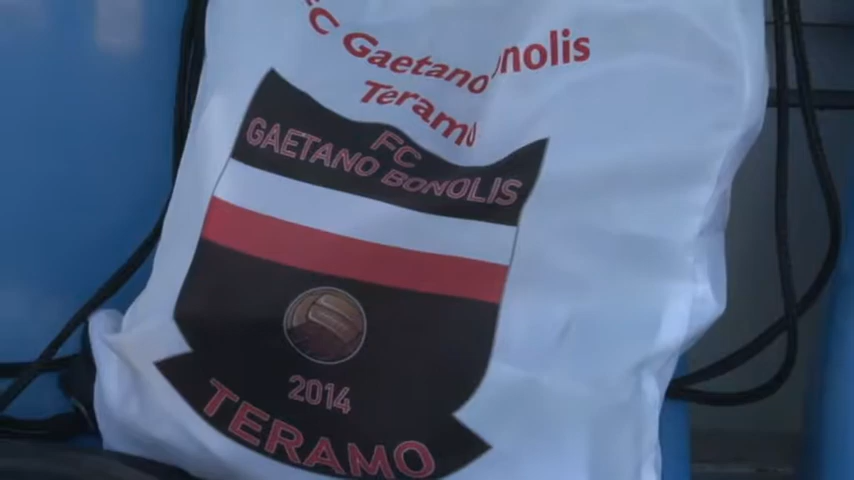 FC Gaetano Bonolis
Teramo
FC
GAETANO BONOLIS
2014
TERAMO